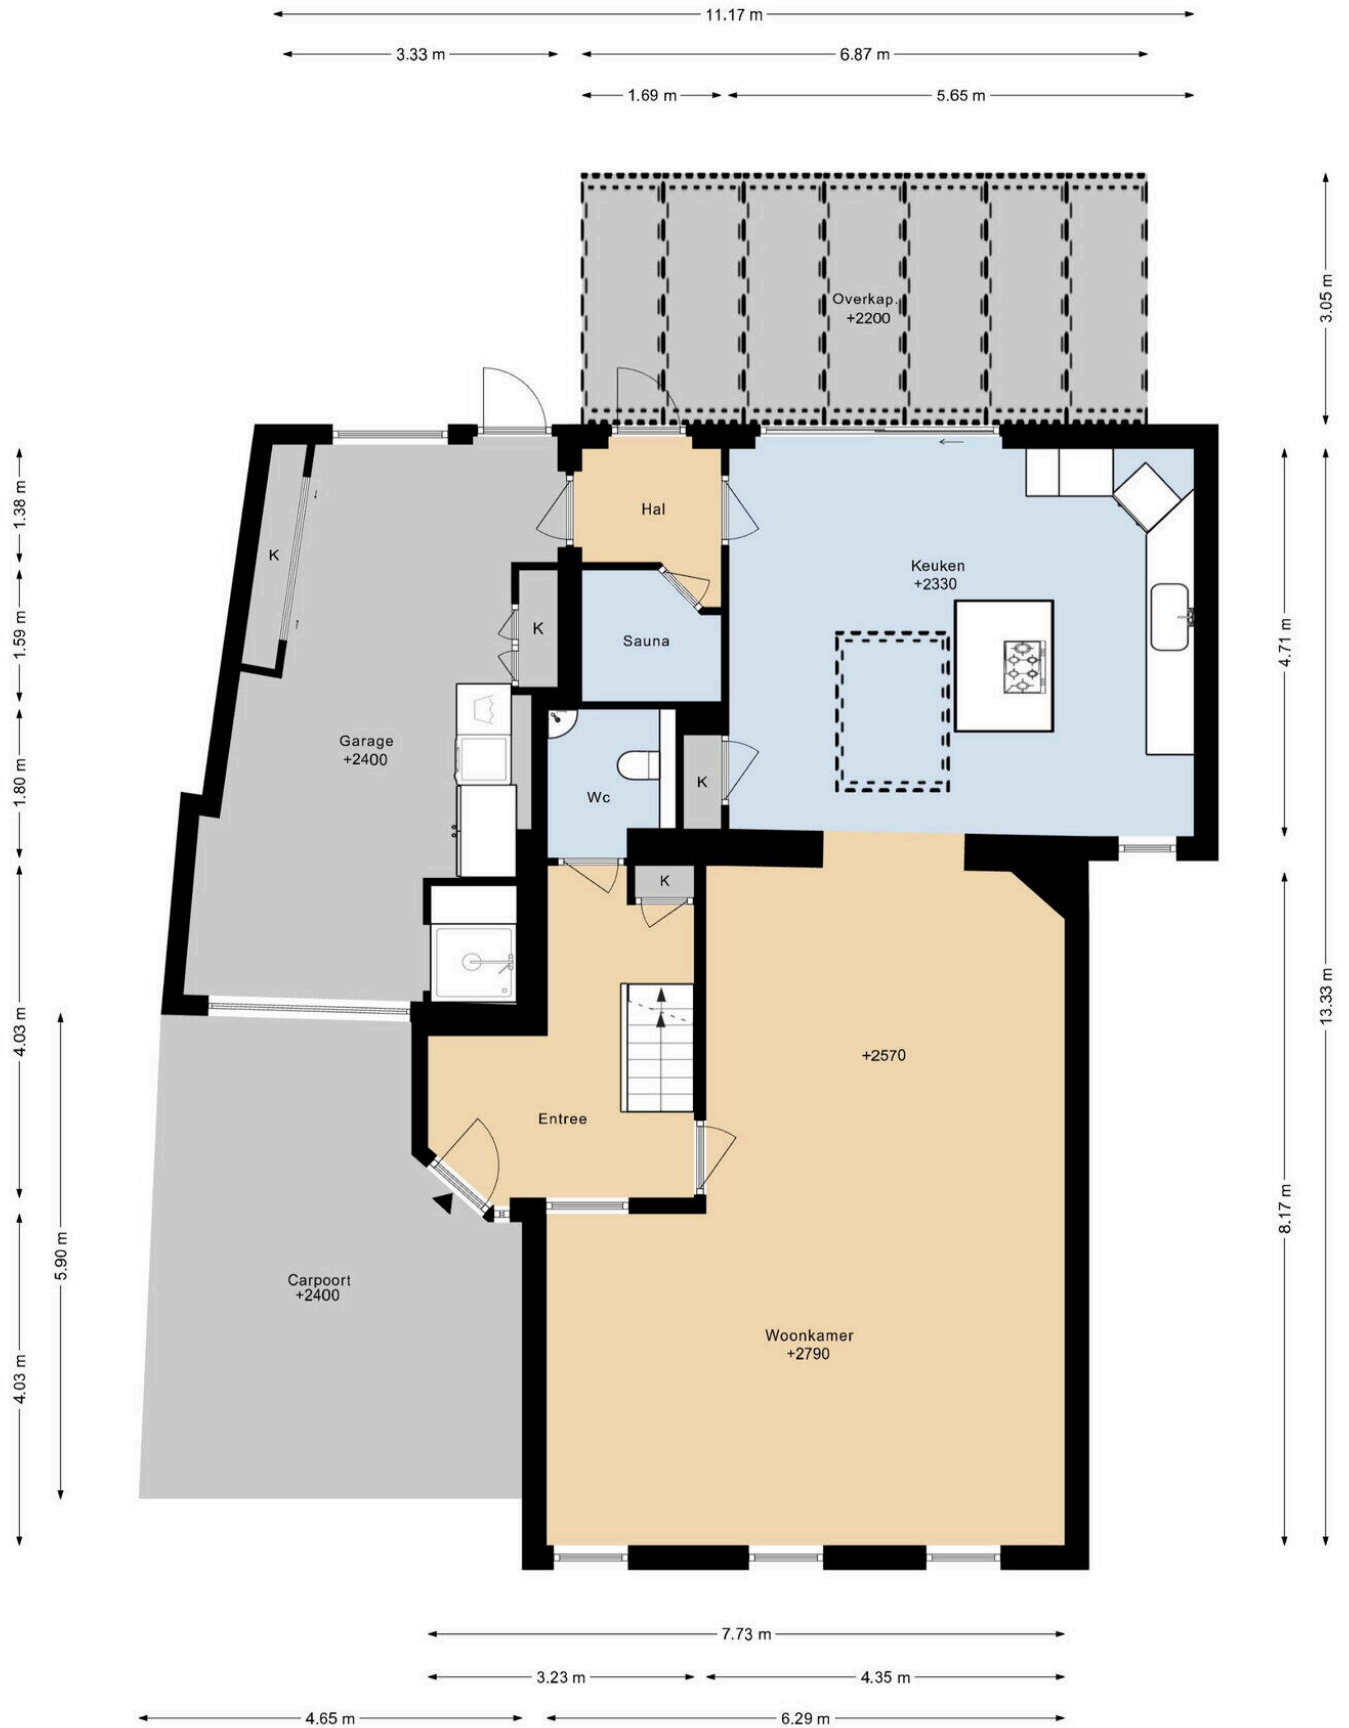 11.17 m
3.33 m
6.87 m
1.69 m
5.65 m
3.05 m
Overkap.
+2200
1.38 m
Hal
K
Keuken
+2330
1.59 m
K
Sauna
4.71 m
Garage
+2400
1.80 m
K
Wc
K
4.03 m
13.33 m
+2570
Entree
8.17 m
5.90 m
Carpoort
+2400
Woonkamer
+2790
4.03 m
7.73 m
3.23 m
4.35 m
4.65 m
6.29 m